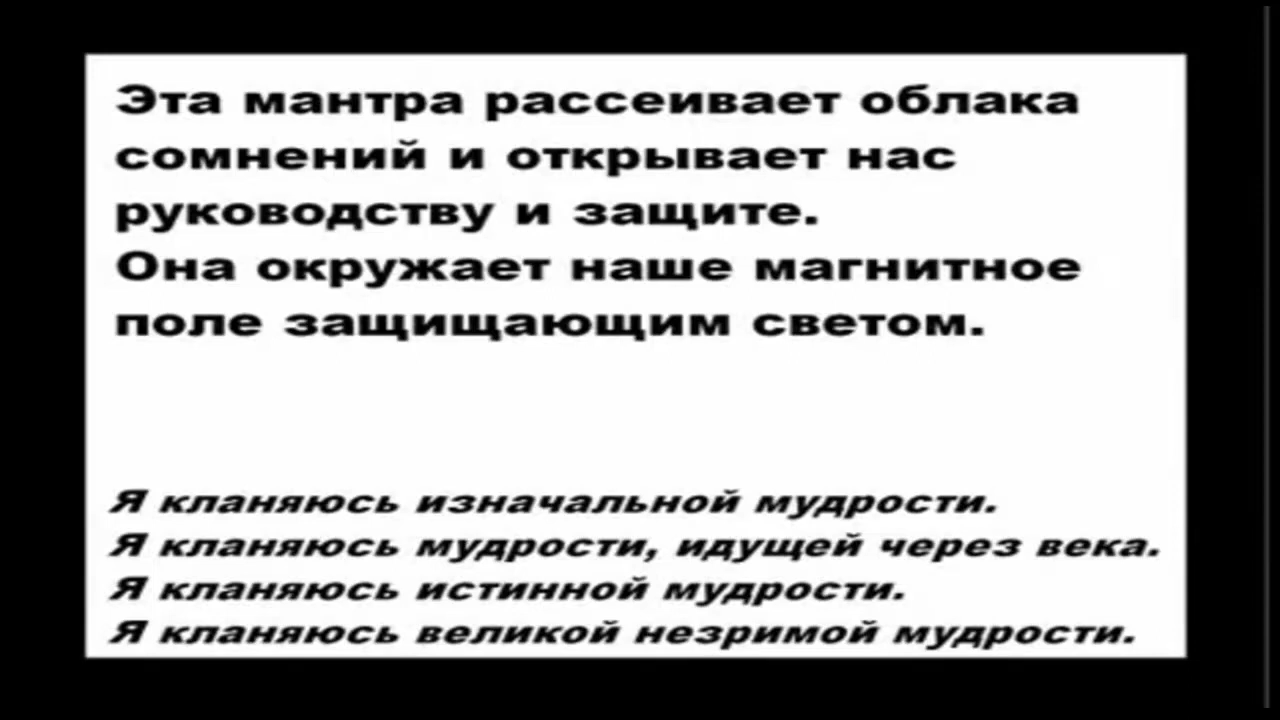 Эта мантра рассеивает облака
сомнений и открывает нас
руководству и защите.
Она окружает наше магнитное
поле защищающим светом.
Я кланяюсь изначальной мудрости.
Я кланяюсь мудрости, идущей через века.
Я кланяюсь истинной мудрости.
Я кланяюсь великой незримой мудрости.